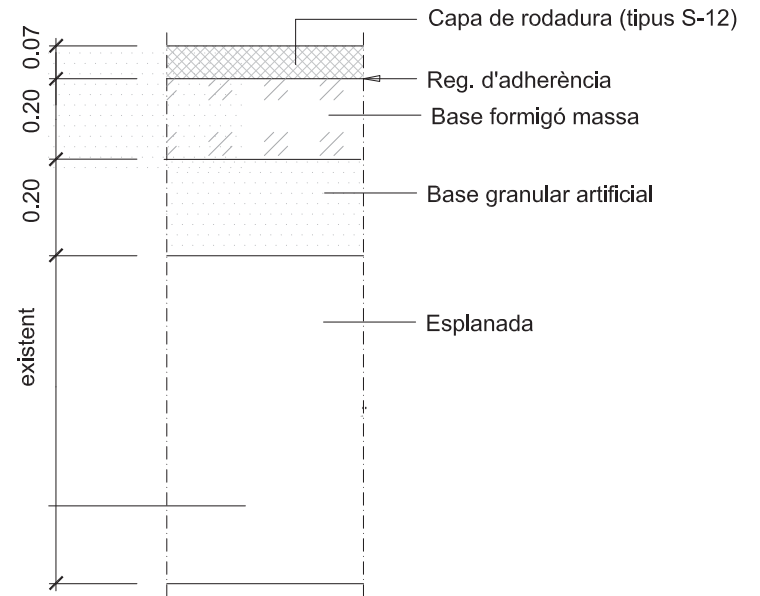 Capa de rodadura (tipus S-12)
0.07
Reg. d'adherència
0.20
Base formigó massa
0.20
Base granular artificial
existent
Esplanada